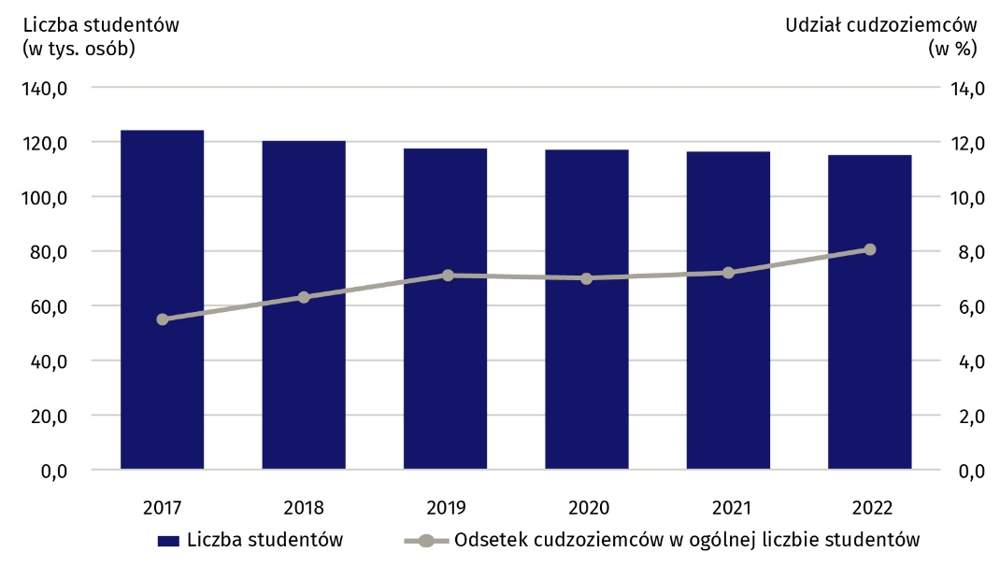 Liczba studentów
(w tys. osób)
Udział cudzoziemców
(w %)
140,0
14,0
120,0
12,0
100,0
10,0
80,0
8,0
60,0
6,0
40,0
4,0
20,0
2,0
0,0
0,0
2017 2018 2019 2020 2021 2022
Liczba studentów
Odsetek cudzoziemców w ogólnej liczbie studentów